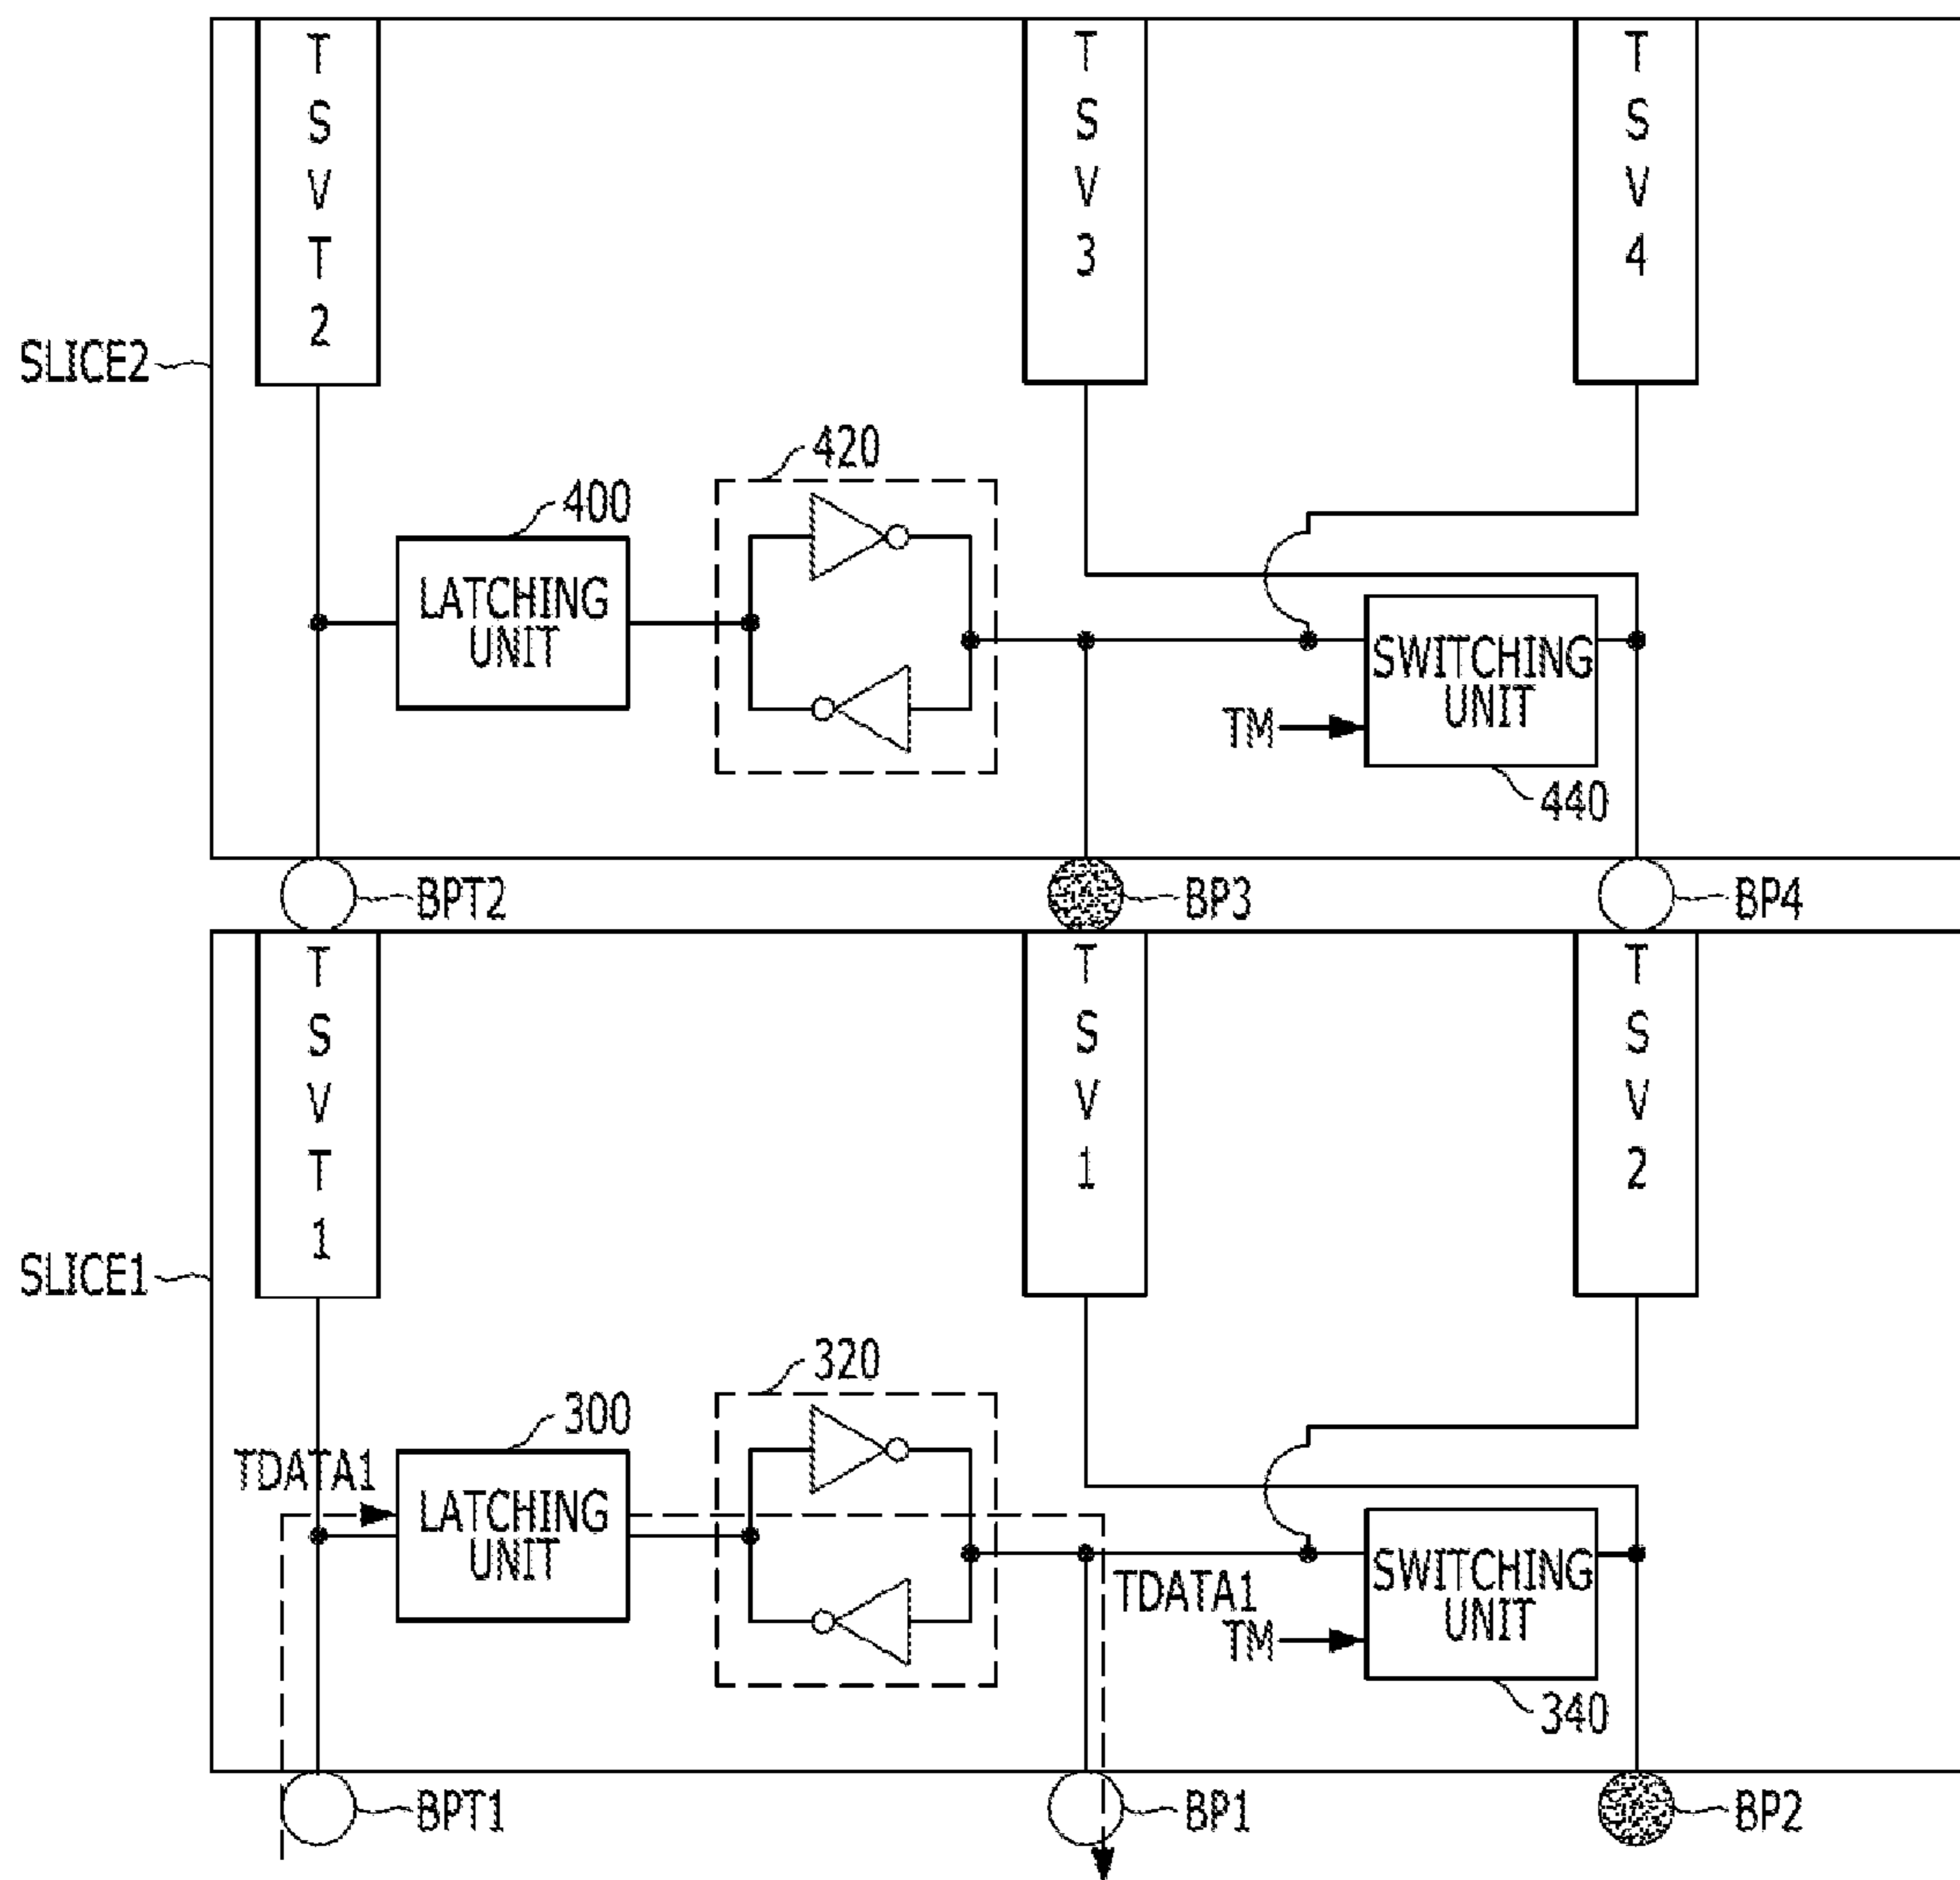 TSVT2
TSV3
TSV4
SLICE2
420
400
LATCHING
UNIT
SWITCHING
UNIT
TM
440
BPT2
BP3
BP4
TSVT1
TSV1
TSV2
SLICE1
320
300
TDATA1
LATCHING
UNIT
TDATA1
SWITCHING
UNIT
TM
340
BPT1
BP1
BP2